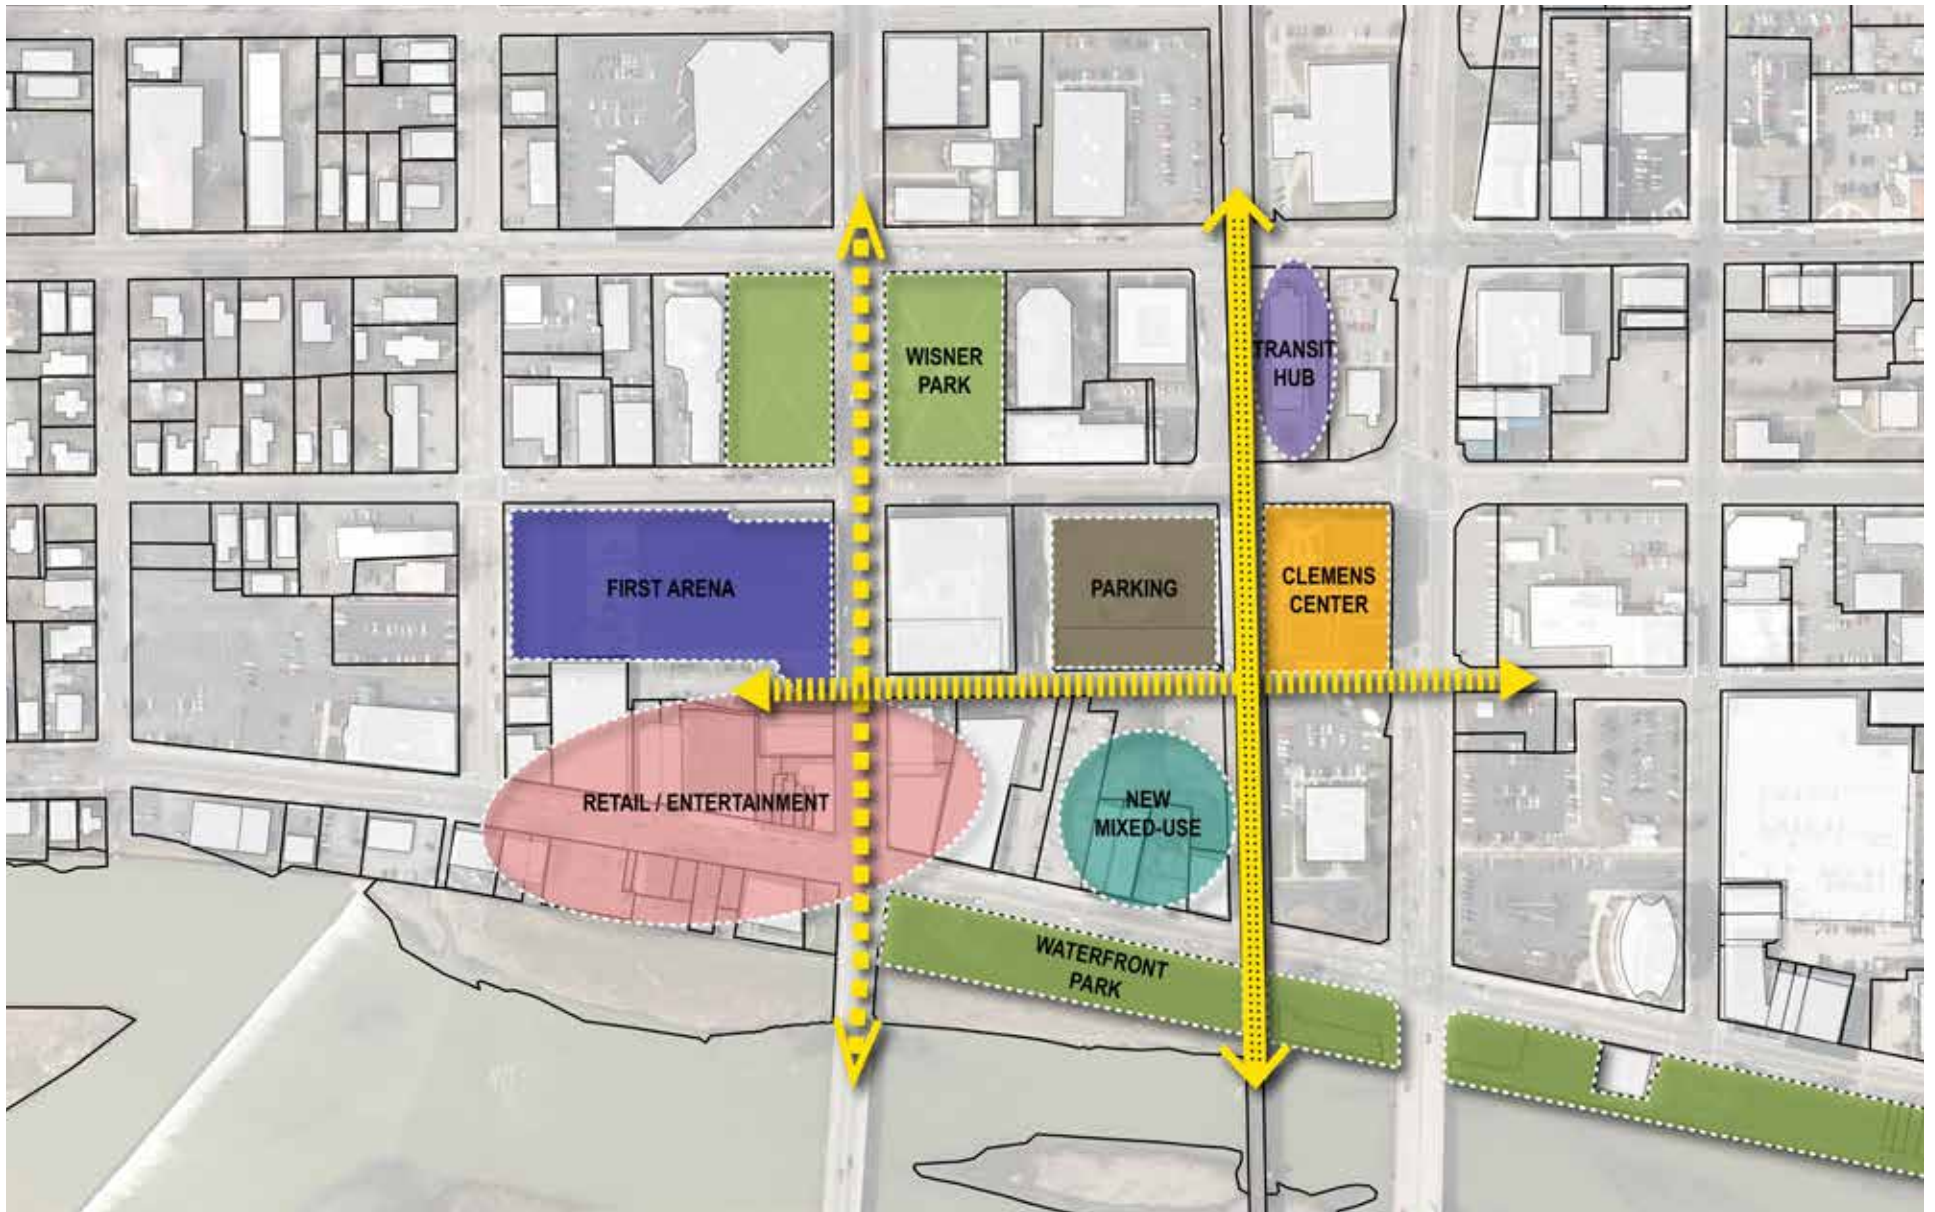 WISNER
PARK
TRANSIT
HUB
FIRST ARENA
PARKING
CLEMENS
CENTER
RETAIL / ENTERTAINMENT
NEW
MIXED-USE
WATERFRONT
PARK